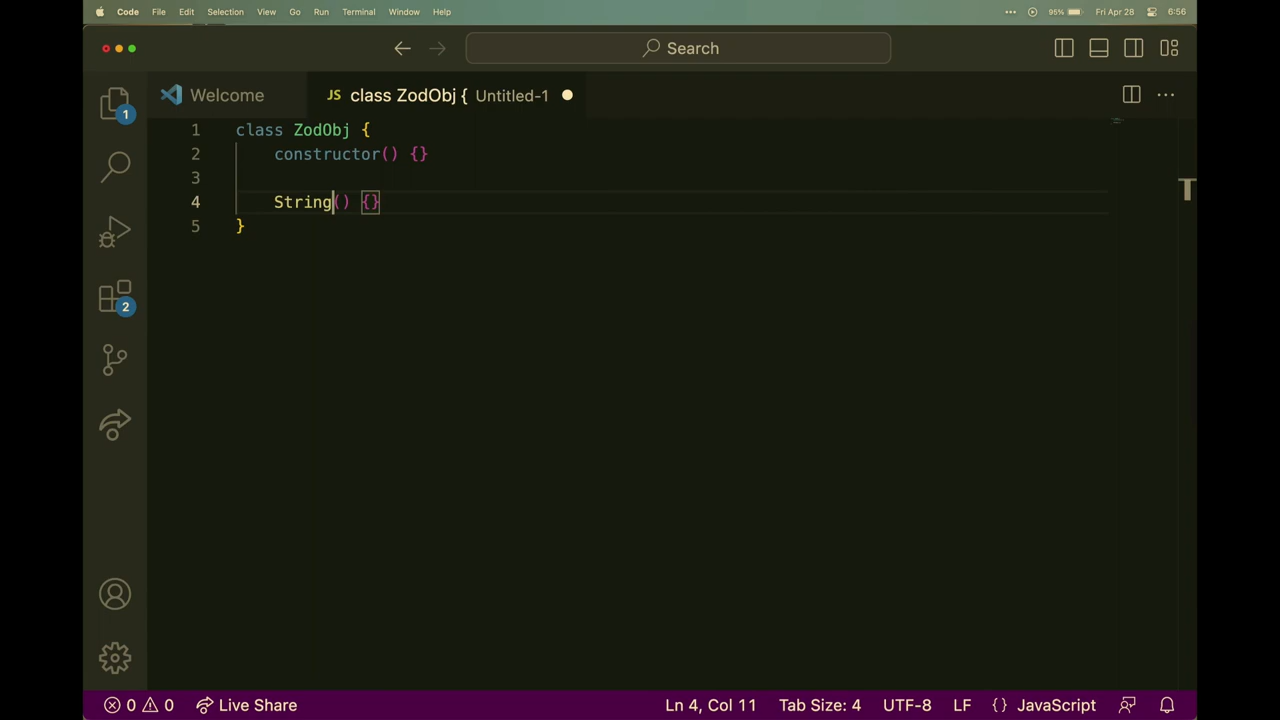 Code File Edit Selection View Go Run Terminal Window Help 95% Fri Apr 28 6:56
Search
Welcome JS class ZodObj { Untitled-1
1 class ZodObj {
2 constructor() {}
3
4 String() {}
5 }
1
2
0 0 Live Share Ln 4, Col 11 Tab Size: 4 UTF-8 LF {} JavaScript